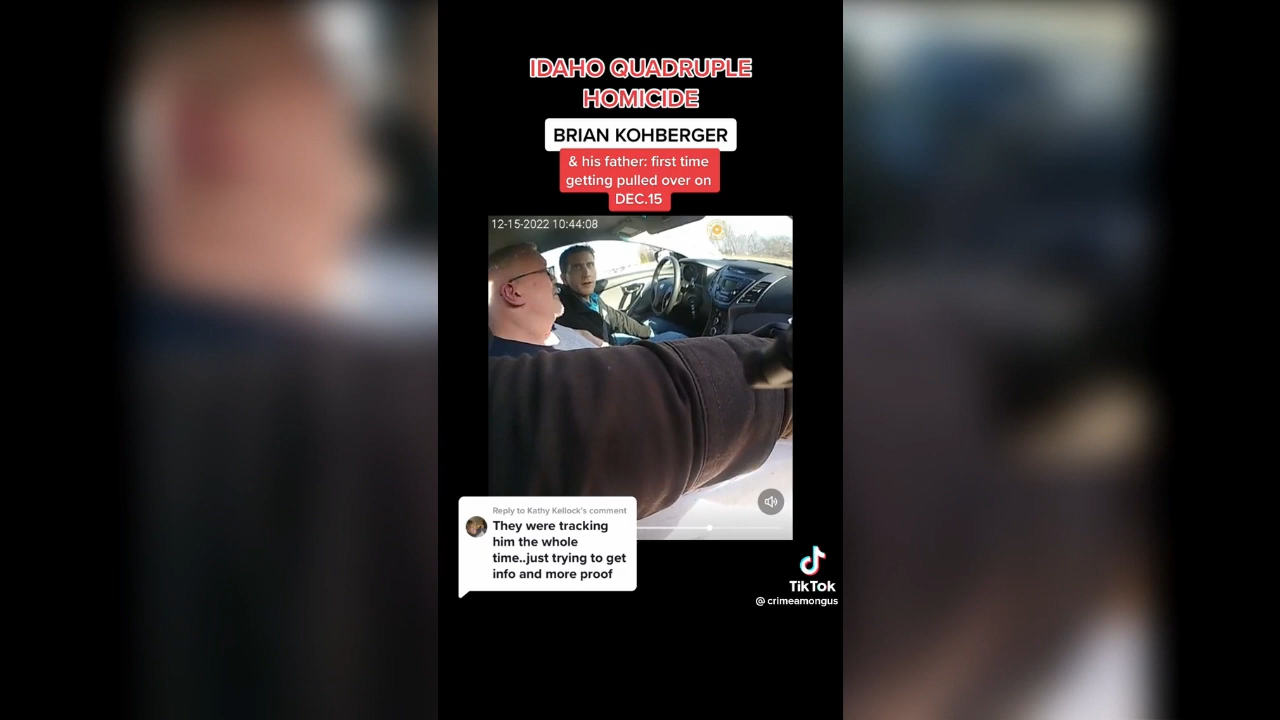 IDAHO QUADRUPLE
HOMICIDE
BRIAN KOHBERGER
& his father: first time
getting pulled over on
DEC.15
12-15-2022 10:44:08
Reply to Kathy Kellock's comment
They were tracking
him the whole
time..just trying to get
info and more proof
TikTok
@ crimeamongus